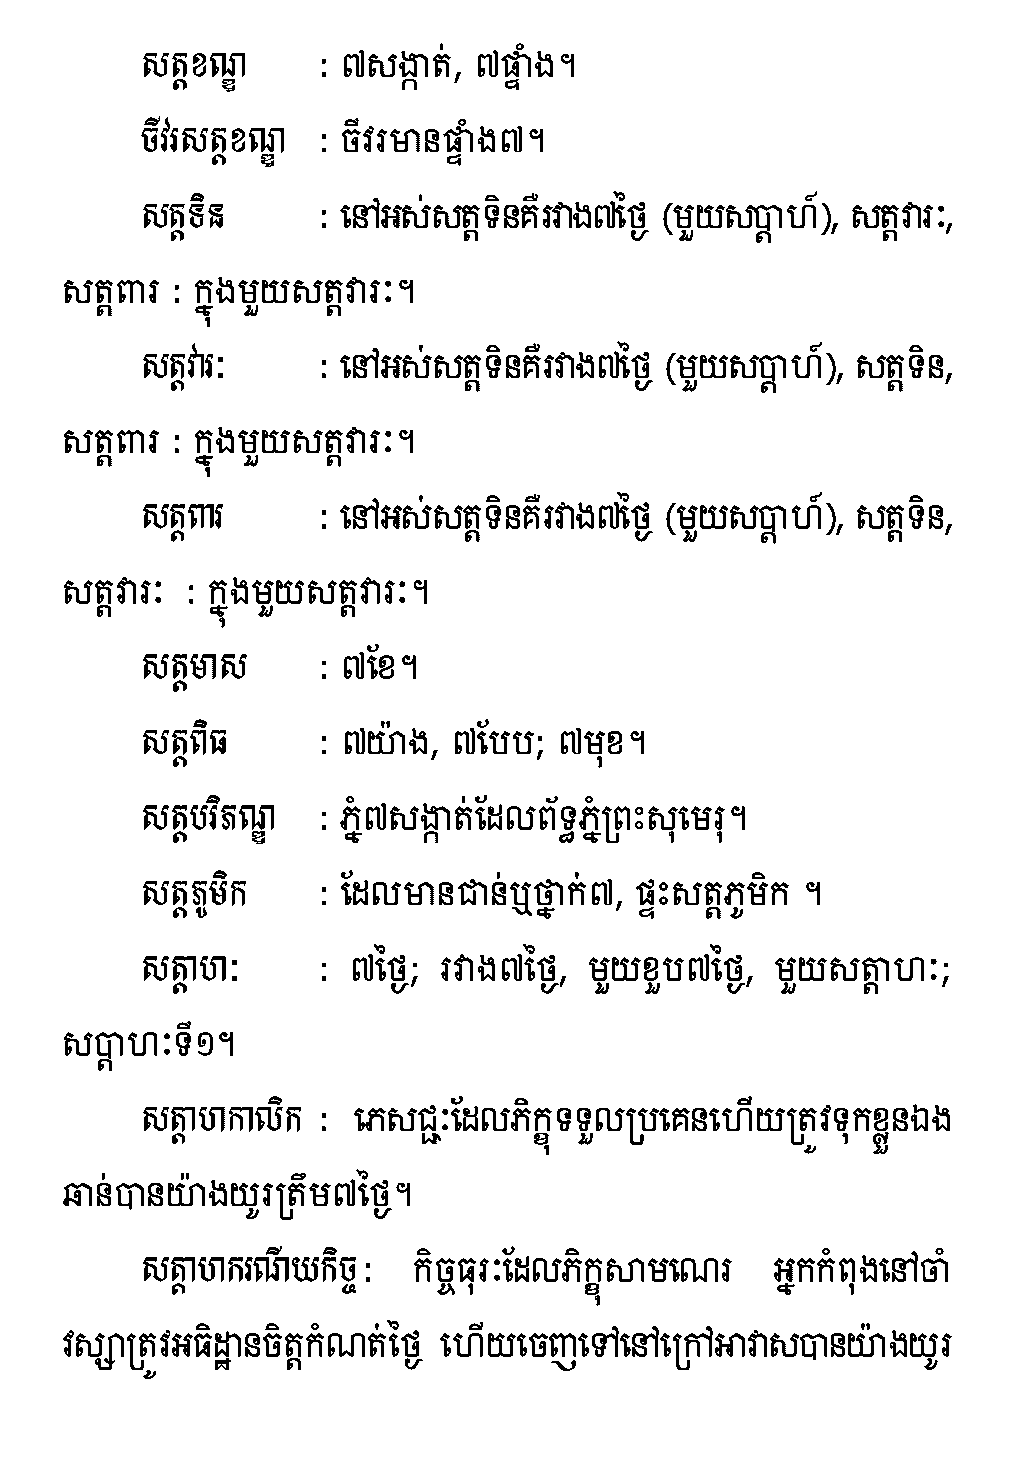 សត្តខណ្ឌ : ៧សង្កាត់, ៧ផ្ទាំង។
ចីវរសត្តខណ្ឌ : ចីវរមានផ្ទាំង៧។
សត្តទិន : នៅអស់សត្តទិនគឺរវាង៧ថ្ងៃ (មួយសប្តាហ៍), សត្តវារៈ,
សត្តពារ : ក្នុងមួយសត្តវារៈ។
សត្តវារៈ : នៅអស់សត្តទិនគឺរវាង៧ថ្ងៃ (មួយសប្តាហ៍), សត្តទិន,
សត្តពារ : ក្នុងមួយសត្តវារៈ។
សត្តពារ : នៅអស់សត្តទិនគឺរវាង៧ថ្ងៃ (មួយសប្តាហ៍), សត្តទិន,
សត្តវារៈ : ក្នុងមួយសត្តវារៈ។
សត្តមាស : ៧ខែ។
សត្តពិធ : ៧យ៉ាង, ៧បែប; ៧មុខ។
សត្តបរិតណ្ឌ : ភ្នំ៧សង្កាត់ដែលព័ទ្ធភ្នំព្រះសុមេរុ។
សត្តភូមិក : ដែលមានជាន់ឬថ្នាក់៧, ផ្ទះសត្តភូមិក ។
សត្តាហៈ : ៧ថ្ងៃ; រវាង៧ថ្ងៃ, មួយខួប៧ថ្ងៃ, មួយសត្តាហៈ;
សប្តាហៈទី១។
សត្តាហកាលិក : ភេសជ្ជៈដែលភិក្ខុទទួលប្រគេនហើយត្រូវទុកខ្លួនឯង
ឆាន់បានយ៉ាងយូរត្រឹម៧ថ្ងៃ។
សត្តាហករណីយកិច្ច: កិច្ចធុរៈដែលភិក្ខុសាមណេរ អ្នកកំពុងនៅចាំ
វស្សាត្រូវអធិដ្ឋានចិត្តកំណត់ថ្ងៃ ហើយចេញទៅនៅក្រៅអាវាសបានយ៉ាងយូរ